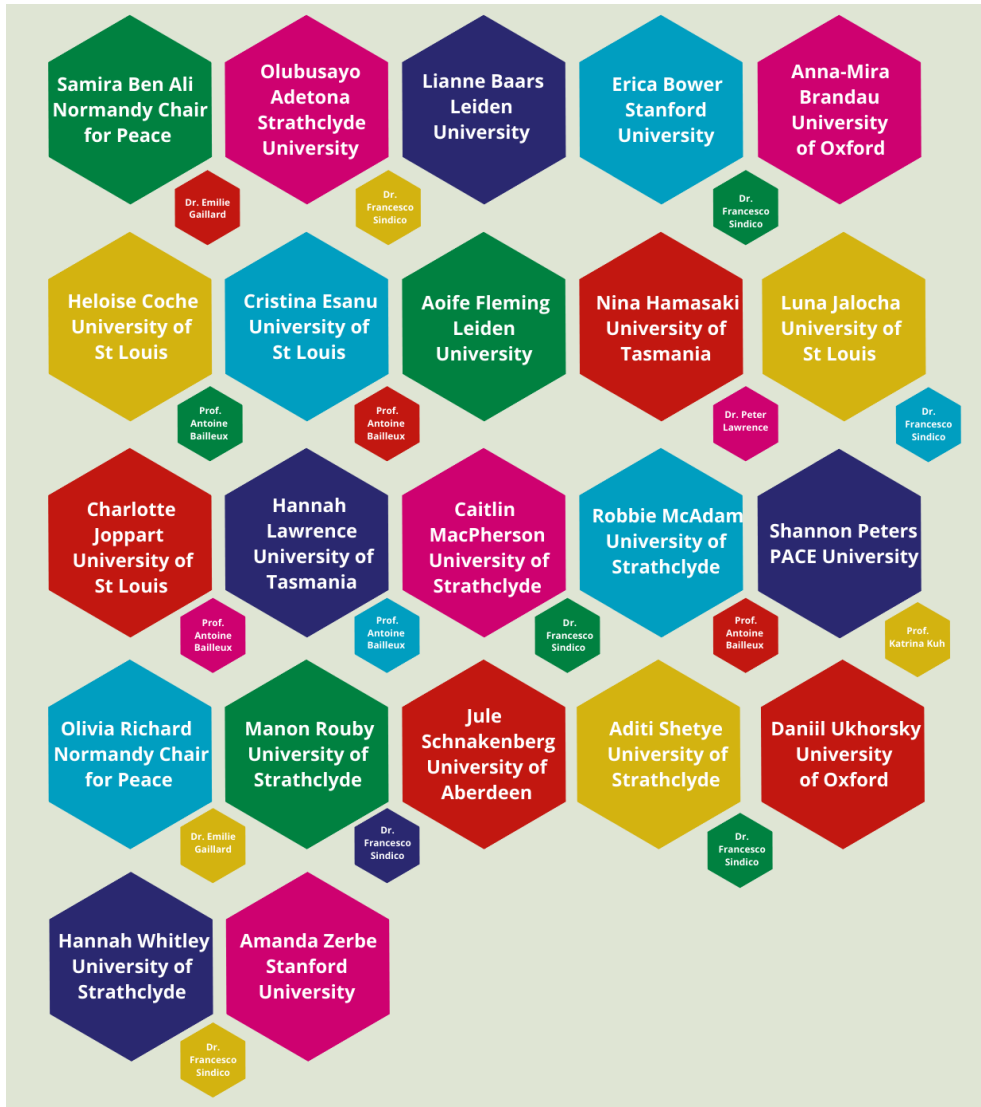 Samira Ben Ali
Normandy Chair
for Peace
Dr. Emilie
Gaillard
Olubusayo
Adetona
Strathclyde
University
Dr.
Francesco
Sindico
Lianne Baars
Leiden
University
Erica Bower
Stanford
University
Dr.
Francesco
Sindico
Anna-Mira
Brandau
University
of Oxford
Heloise Coche
University of
St Louis
Prof.
Antoine
Bailleux
Cristina Esanu
University of
St Louis
Prof.
Antoine
Bailleux
Aoife Fleming
Leiden
University
Nina Hamasaki
University of
Tasmania
Dr. Peter
Lawrence
Luna Jalocha
University of
St Louis
Dr.
Francesco
Sindico
Charlotte
Joppart
University of
St Louis
Prof.
Antoine
Bailleux
Hannah
Lawrence
University of
Tasmania
Prof.
Antoine
Bailleux
Caitlin
MacPherson
University of
Strathclyde
Dr.
Francesco
Sindico
Robbie McAdam
University of
Strathclyde
Prof.
Antoine
Bailleux
Shannon Peters
PACE University
Prof.
Katrina Kuh
Olivia Richard
Normandy Chair
for Peace
Dr. Emilie
Gaillard
Manon Rouby
University of
Strathclyde
Dr.
Francesco
Sindico
Jule
Schnakenberg
University of
Aberdeen
Aditi Shetye
University of
Strathclyde
Dr.
Francesco
Sindico
Daniil Ukhorsky
University
of Oxford
Hannah Whitley
University of
Strathclyde
Dr.
Francesco
Sindico
Amanda Zerbe
Stanford
University